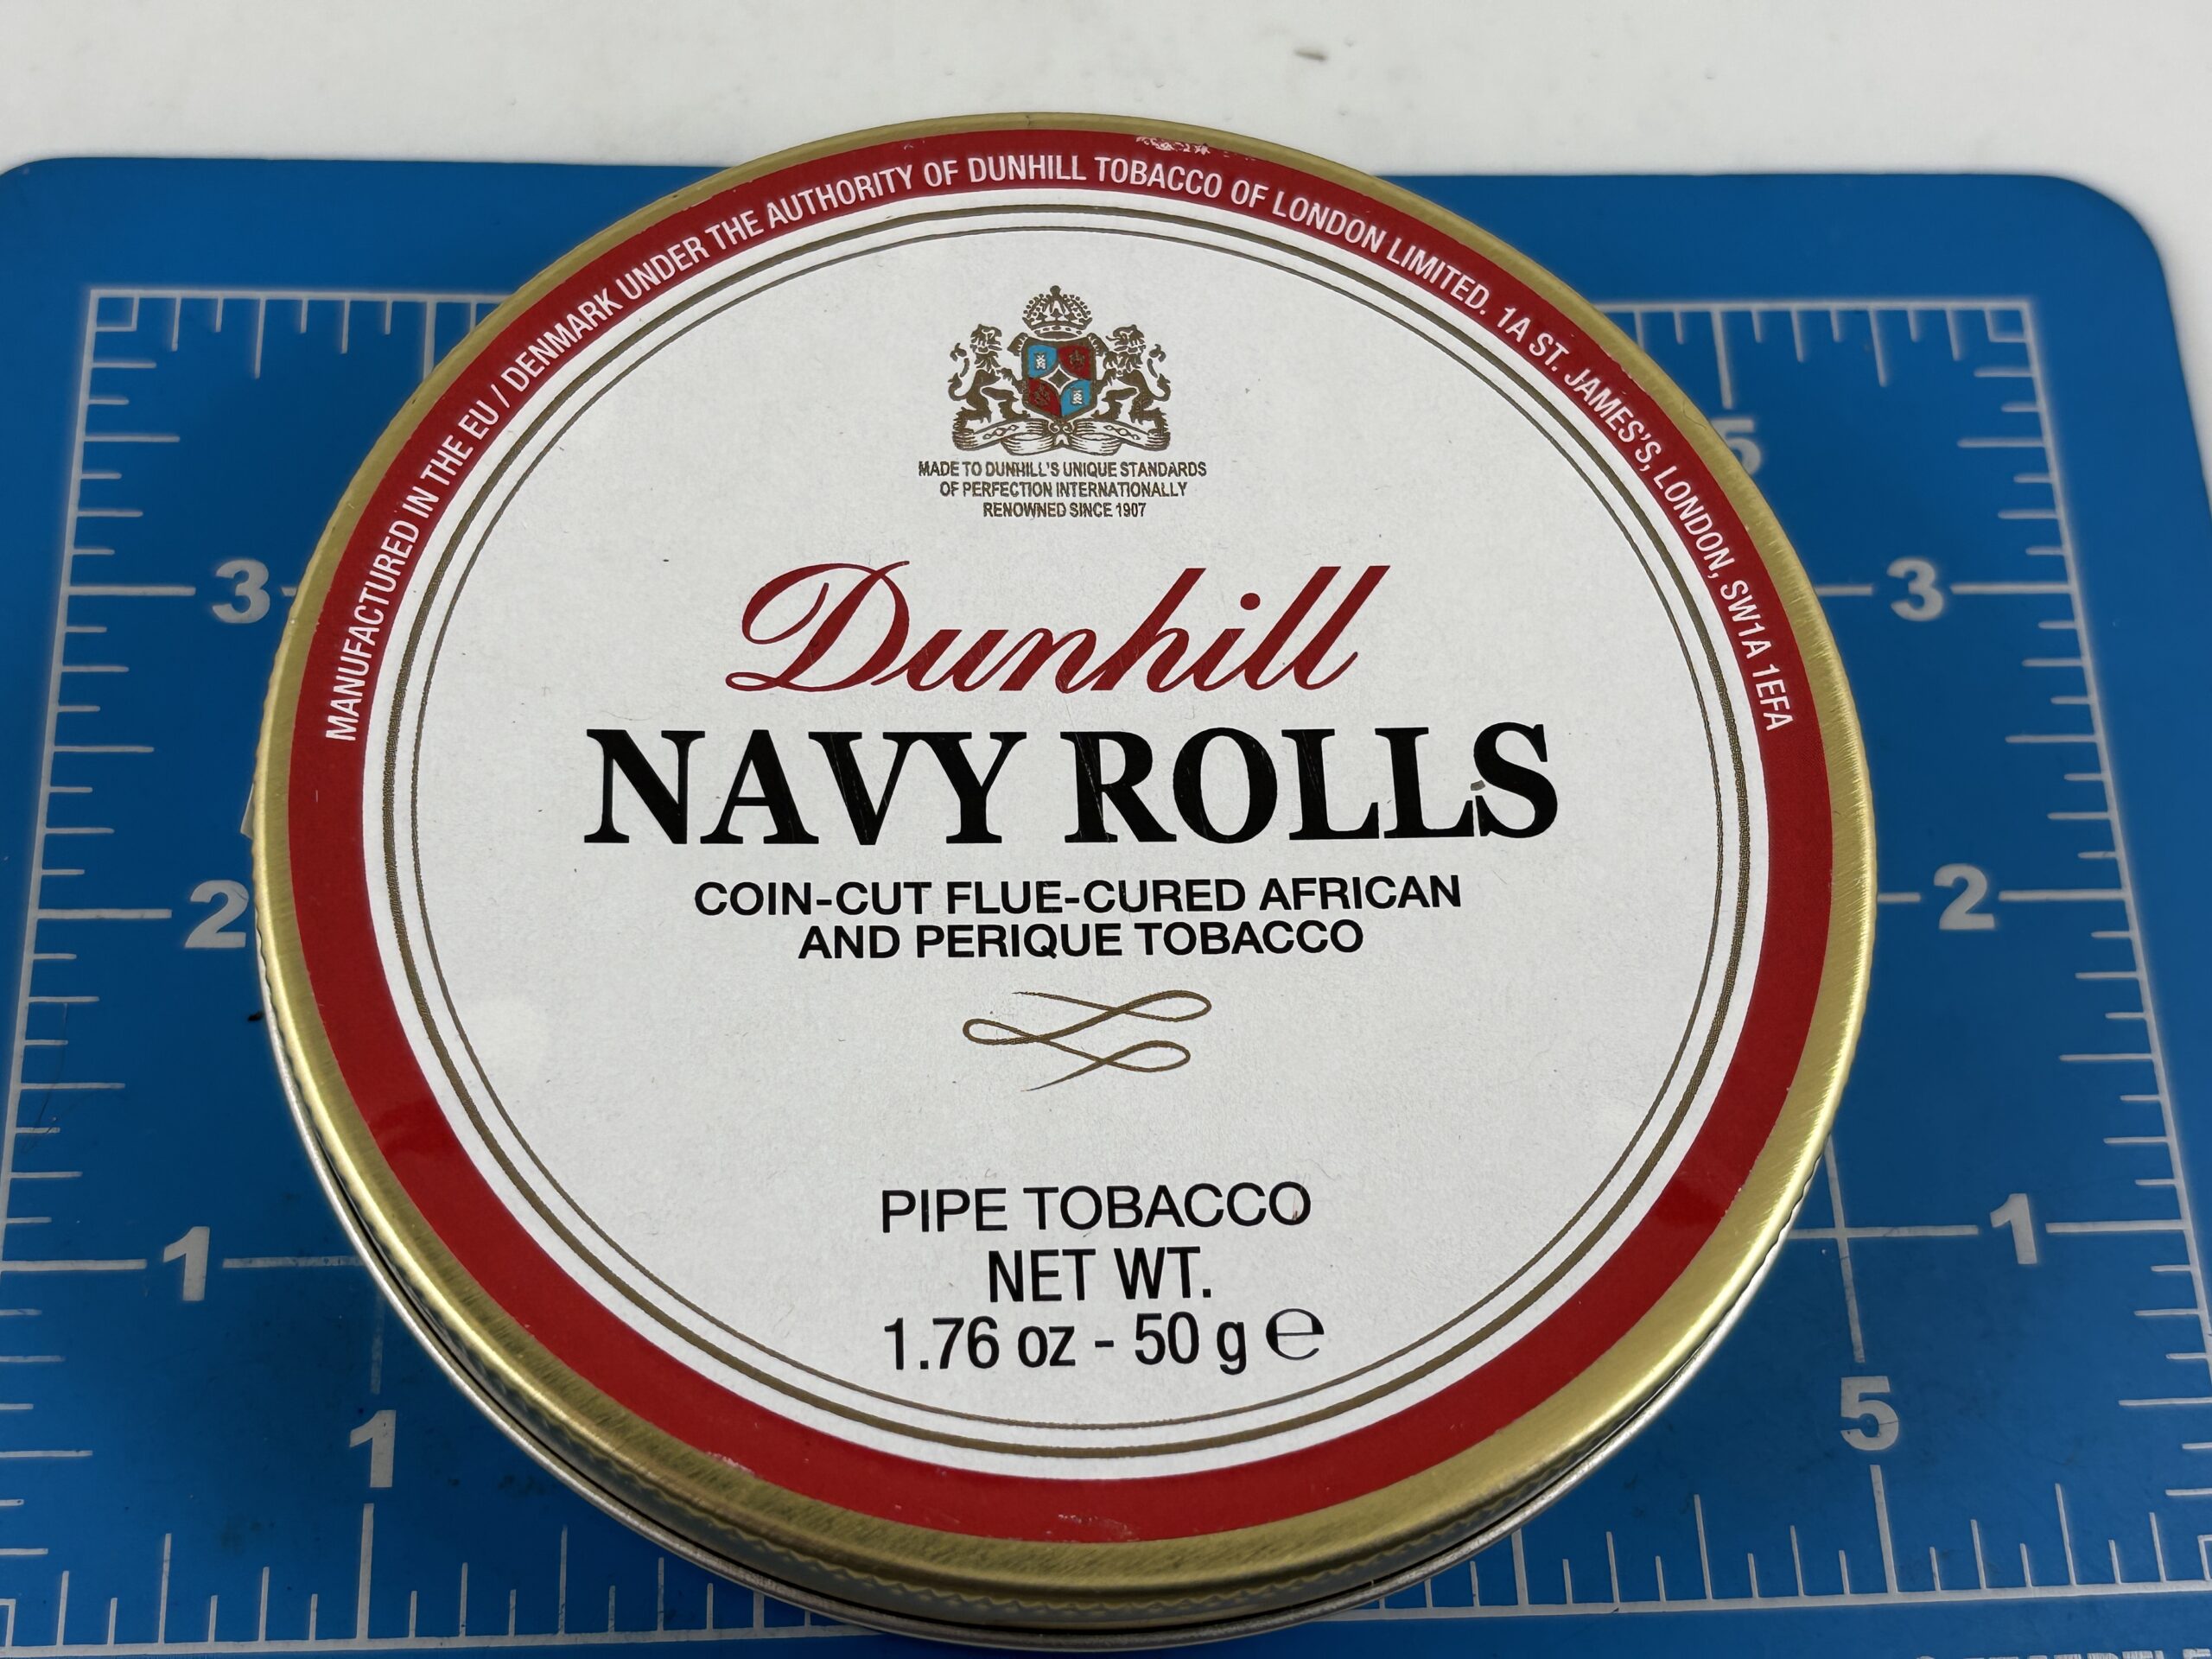 MANUFACTURED IN THE EU / DENMARK UNDER THE AUTHORITY OF DUNHILL TOBACCO OF LONDON LIMITED. 1A ST. JAMES'S, LONDON, SW1A 1EFA
MADE TO DUNHILL'S UNIQUE STANDARDS
OF PERFECTION INTERNATIONALLY
RENOWNED SINCE 1907
Dunhill
NAVY ROLLS
COIN-CUT FLUE-CURED AFRICAN
AND PERIQUE TOBACCO
PIPE TOBACCO
NET WT.
1.76 oz - 50 g ℮
5
3
3
2
2
1
1
1
5